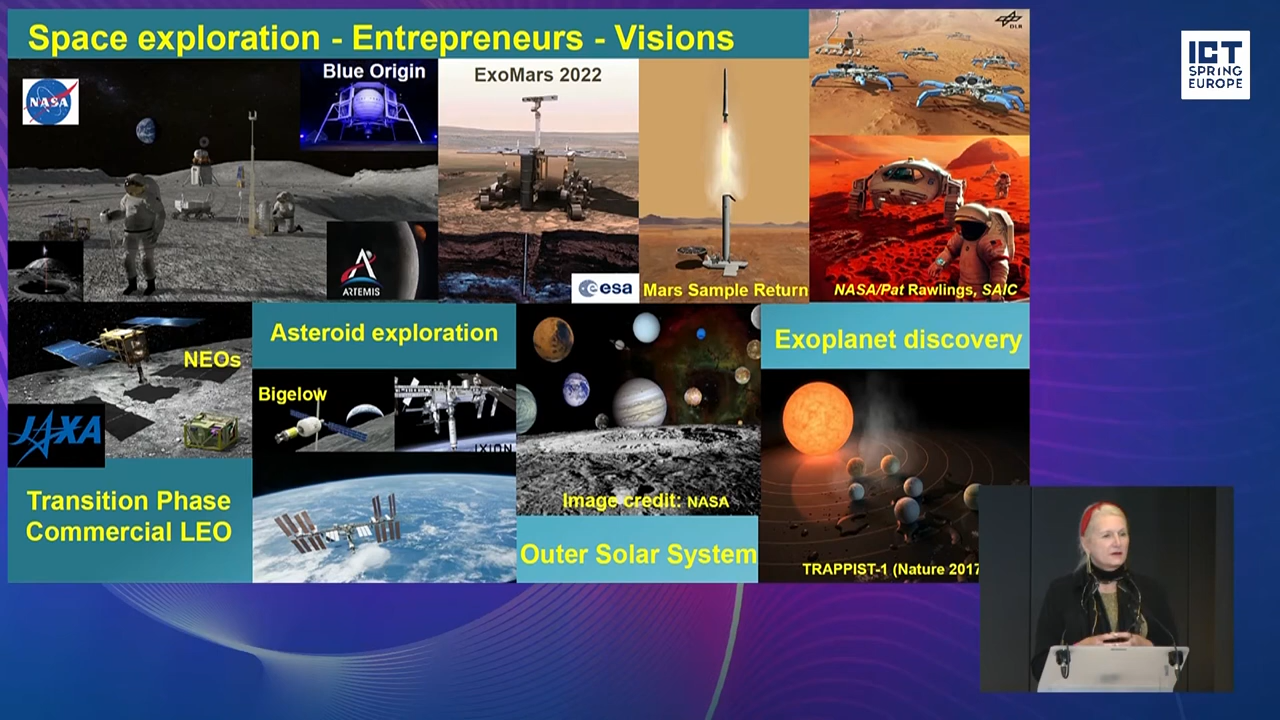 Space exploration - Entrepreneurs - Visions
DLR
ICT
SPRING
EUROPE
NASA
Blue Origin
ExoMars 2022
ARTEMIS
esa
Mars Sample Return
NASA/Pat Rawlings, SAIC
NEOs
JAXA
Asteroid exploration
Exoplanet discovery
Bigelow
IXION
Transition Phase
Commercial LEO
Image credit: NASA
Outer Solar System
TRAPPIST-1 (Nature 2017